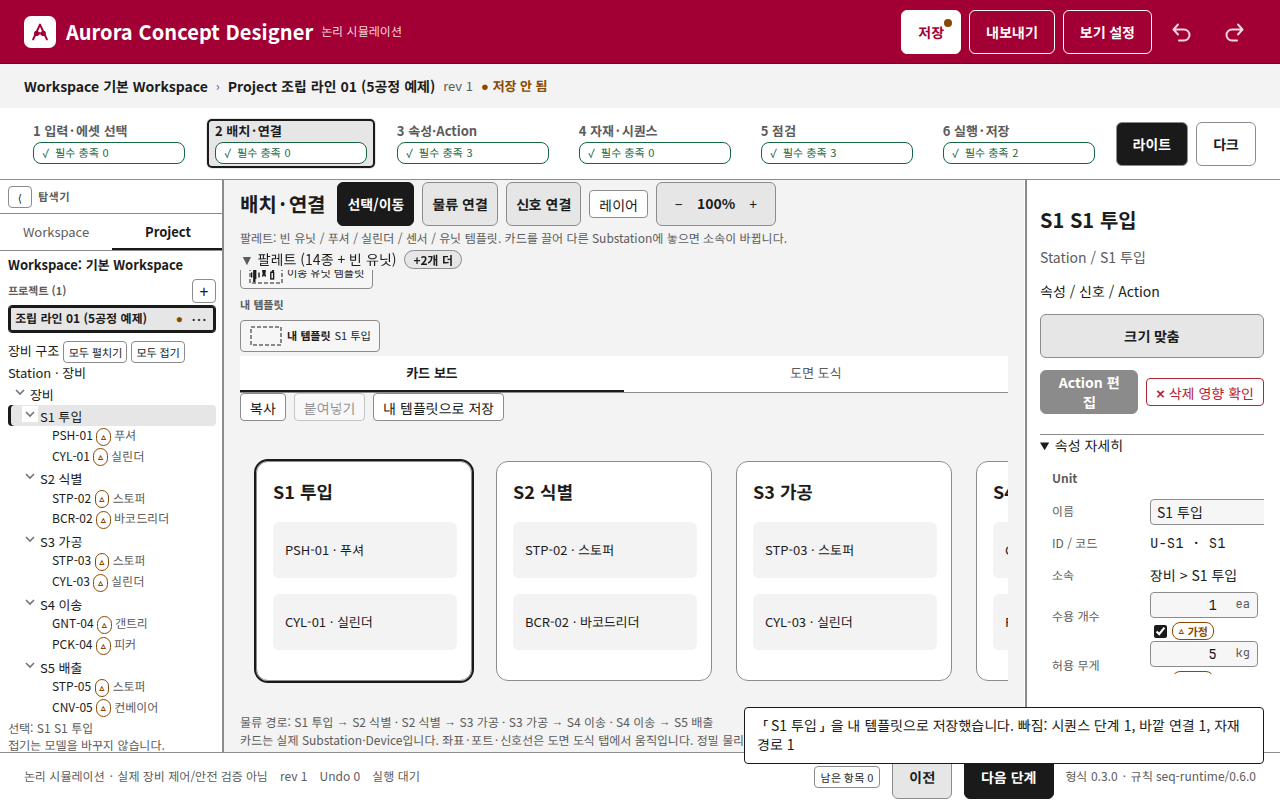 Aurora Concept Designer 논리 시뮬레이션
저장 내보내기 보기 설정
Workspace 기본 Workspace › Project 조립 라인 01 (5공정 예제) rev 1 ● 저장 안 됨
1 입력·에셋 선택
✓ 필수 충족 0
2 배치·연결
✓ 필수 충족 0
3 속성·Action
✓ 필수 충족 3
4 자재·시퀀스
✓ 필수 충족 0
5 점검
✓ 필수 충족 3
6 실행·저장
✓ 필수 충족 2
라이트 다크
⟨ 탐색기
Workspace Project
Workspace: 기본 Workspace
프로젝트 (1) +
조립 라인 01 (5공정 예제) ● ···
장비 구조 모두 펼치기 모두 접기
Station · 장비
장비
S1 투입
PSH-01 △ 푸셔
CYL-01 △ 실린더
S2 식별
STP-02 △ 스토퍼
BCR-02 △ 바코드리더
S3 가공
STP-03 △ 스토퍼
CYL-03 △ 실린더
S4 이송
GNT-04 △ 갠트리
PCK-04 △ 피커
S5 배출
STP-05 △ 스토퍼
CNV-05 △ 컨베이어
선택: S1 S1 투입
접기는 모델을 바꾸지 않습니다.
배치·연결 선택/이동 물류 연결 신호 연결 레이어 − 100% +
팔레트: 빈 유닛 / 푸셔 / 실린더 / 센서 / 유닛 템플릿. 카드를 끌어 다른 Substation에 놓으면 소속이 바뀝니다.
▼ 팔레트 (14종 + 빈 유닛) +2개 더
이송 유닛 템플릿
내 템플릿
내 템플릿 S1 투입
카드 보드 도면 도식
복사 붙여넣기 내 템플릿으로 저장
S1 투입
PSH-01 · 푸셔
CYL-01 · 실린더
S2 식별
STP-02 · 스토퍼
BCR-02 · 바코드리더
S3 가공
STP-03 · 스토퍼
CYL-03 · 실린더
S4
물류 경로: S1 투입 → S2 식별 · S2 식별 → S3 가공 · S3 가공 → S4 이송 · S4 이송 → S5 배출
카드는 실제 Substation·Device입니다. 좌표·포트·신호선은 도면 도식 탭에서 움직입니다. 정밀 물리
S1 S1 투입
Station / S1 투입
속성 / 신호 / Action
크기 맞춤
Action 편
집
× 삭제 영향 확인
▼ 속성 자세히
Unit
이름 S1 투입
ID / 코드 U-S1 · S1
소속 장비 > S1 투입
수용 개수 1 ea
△ 가정
허용 무게 5 kg
「S1 투입」을 내 템플릿으로 저장했습니다. 빠짐: 시퀀스 단계 1, 바깥 연결 1, 자재
경로 1
논리 시뮬레이션 · 실제 장비 제어/안전 검증 아님 rev 1 Undo 0 실행 대기
남은 항목 0 이전 다음 단계 형식 0.3.0 · 규칙 seq-runtime/0.6.0